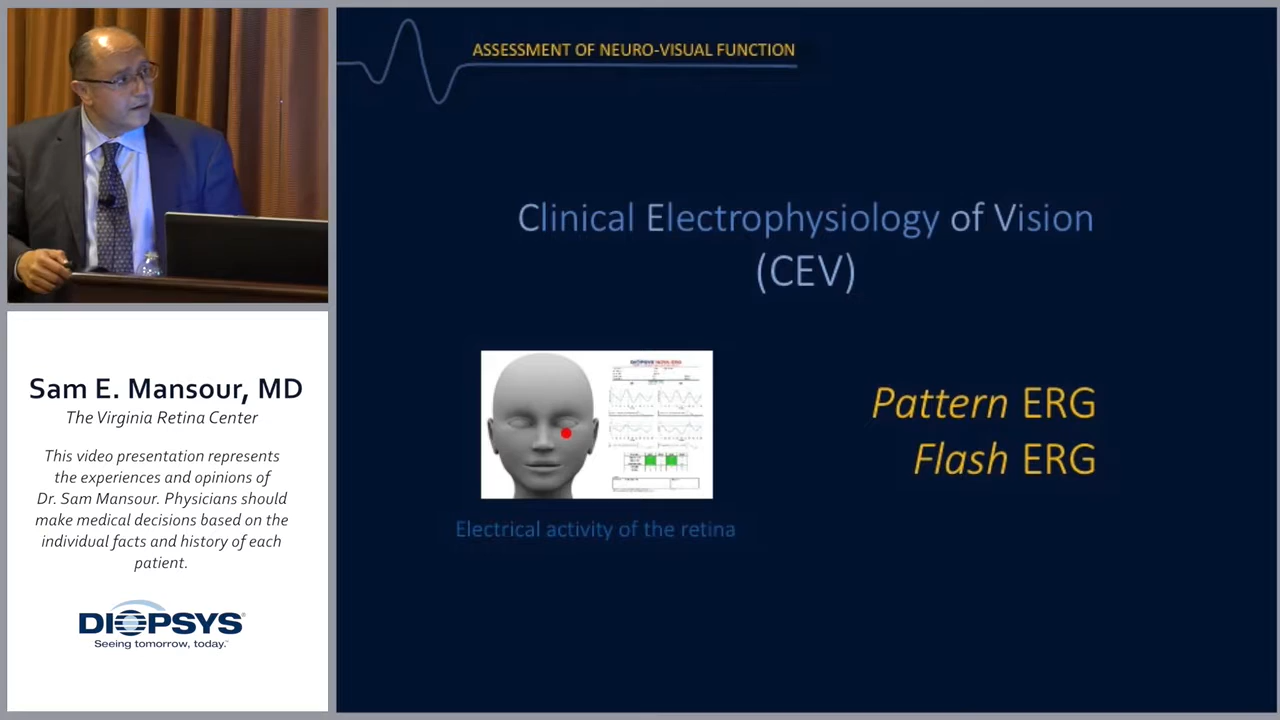 ASSESSMENT OF NEURO-VISUAL FUNCTION
Clinical Electrophysiology of Vision
(CEV)
Pattern ERG
Flash ERG
Electrical activity of the retina
Sam E. Mansour, MD
The Virginia Retina Center
This video presentation represents
the experiences and opinions of
Dr. Sam Mansour. Physicians should
make medical decisions based on the
individual facts and history of each
patient.
DIOPSYS®
Seeing tomorrow, today.™